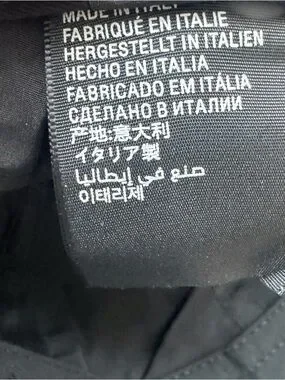 MADE IN ITALY
FABRIQUÉ EN ITALIE
HERGESTELLT IN ITALIEN
HECHO EN ITALIA
FABRICADO EM ITÁLIA
СДЕЛАНО В ИТАЛИИ
产地:意大利
イタリア製
صنع في إيطاليا
이태리제